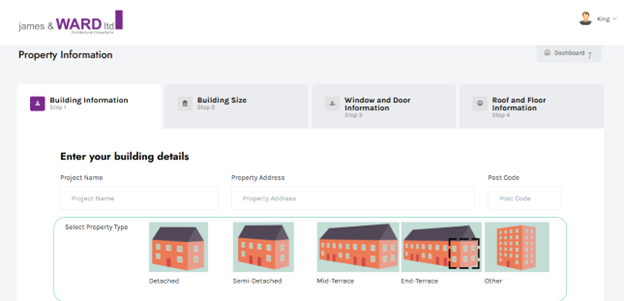 james & WARD ltd
Architectural Consultants
King
Property Information
Dashboard
Building Information
Step 1
Building Size
Step 2
Window and Door
Information
Step 3
Roof and Floor
Information
Step 4
Enter your building details
Project Name
Property Address
Post Code
Project Name
Property Address
Post Code
Select Property Type
Detached
Semi-Detached
Mid-Terrace
End-Terrace
Other